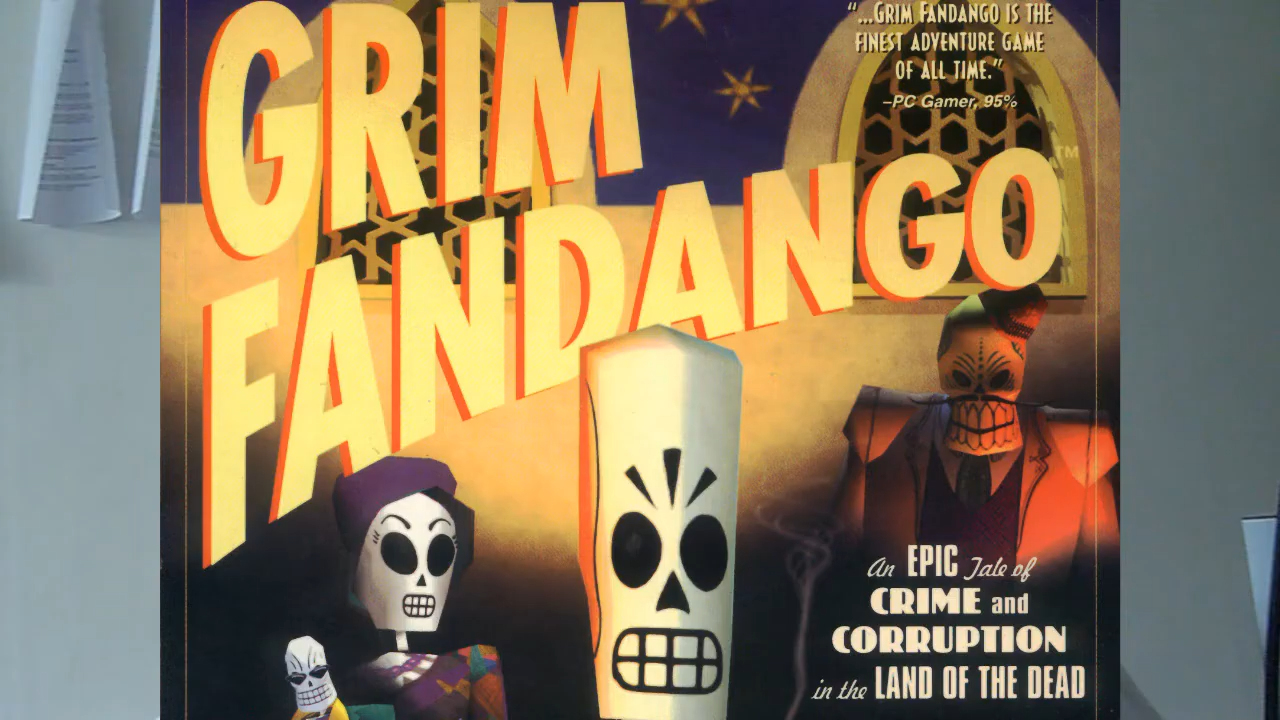 GRIM
FANDANGO
TM
"...GRIM FANDANGO IS THE
FINEST ADVENTURE GAME
OF ALL TIME."
–PC Gamer, 95%
An EPIC Tale of
CRIME and
CORRUPTION
in the LAND OF THE DEAD